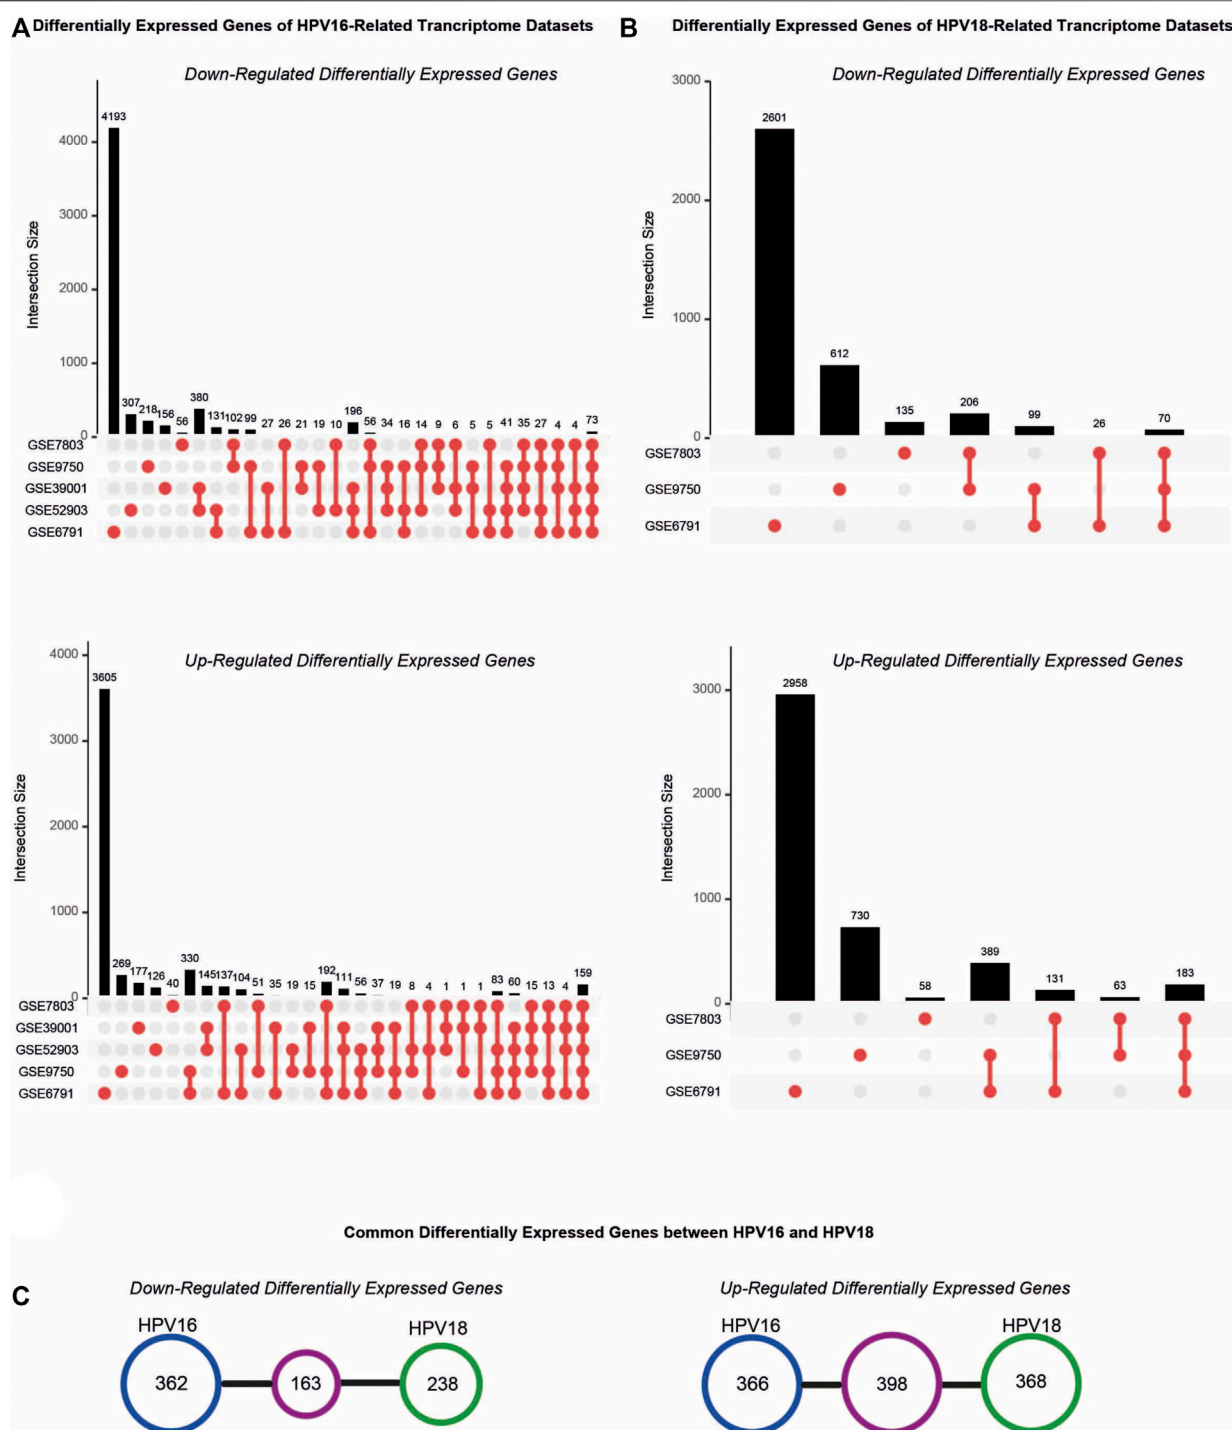 A Differentially Expressed Genes of HPV16-Related Trancriptome Datasets
Down-Regulated Differentially Expressed Genes
Intersection Size
4000
3000
2000
1000
0
4193 307 218 156 56 380 131 102 99 27 26 21 19 10 196 56 34 16 14 9 6 5 5 41 35 27 4 4 73
GSE7803
GSE9750
GSE39001
GSE52903
GSE6791
Up-Regulated Differentially Expressed Genes
Intersection Size
4000
3000
2000
1000
0
3605 269 177 126 40 330 145 137 104 51 35 19 15 192 111 56 37 19 8 4 1 1 1 83 60 15 13 4 159
GSE7803
GSE39001
GSE52903
GSE9750
GSE6791
B Differentially Expressed Genes of HPV18-Related Trancriptome Datasets
Down-Regulated Differentially Expressed Genes
Intersection Size
3000
2000
1000
0
2601 612 135 206 99 26 70
GSE7803
GSE9750
GSE6791
Up-Regulated Differentially Expressed Genes
Intersection Size
3000
2000
1000
0
2958 730 58 389 131 63 183
GSE7803
GSE9750
GSE6791
Common Differentially Expressed Genes between HPV16 and HPV18
C
Down-Regulated Differentially Expressed Genes
HPV16 HPV18
362 163 238
Up-Regulated Differentially Expressed Genes
HPV16 HPV18
366 398 368